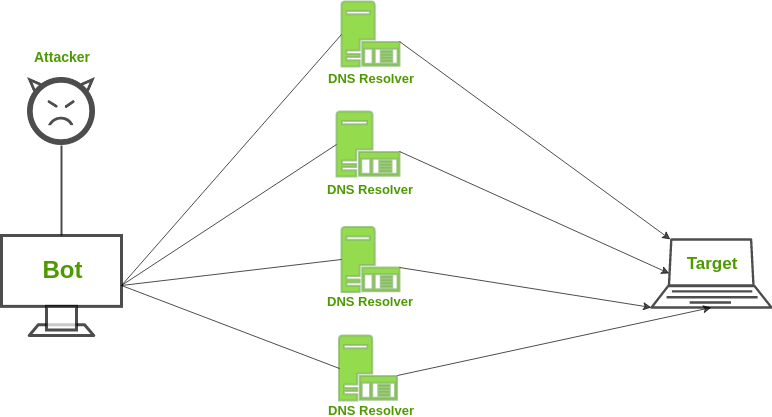 Attacker
Bot
DNS Resolver
DNS Resolver
DNS Resolver
DNS Resolver
Target